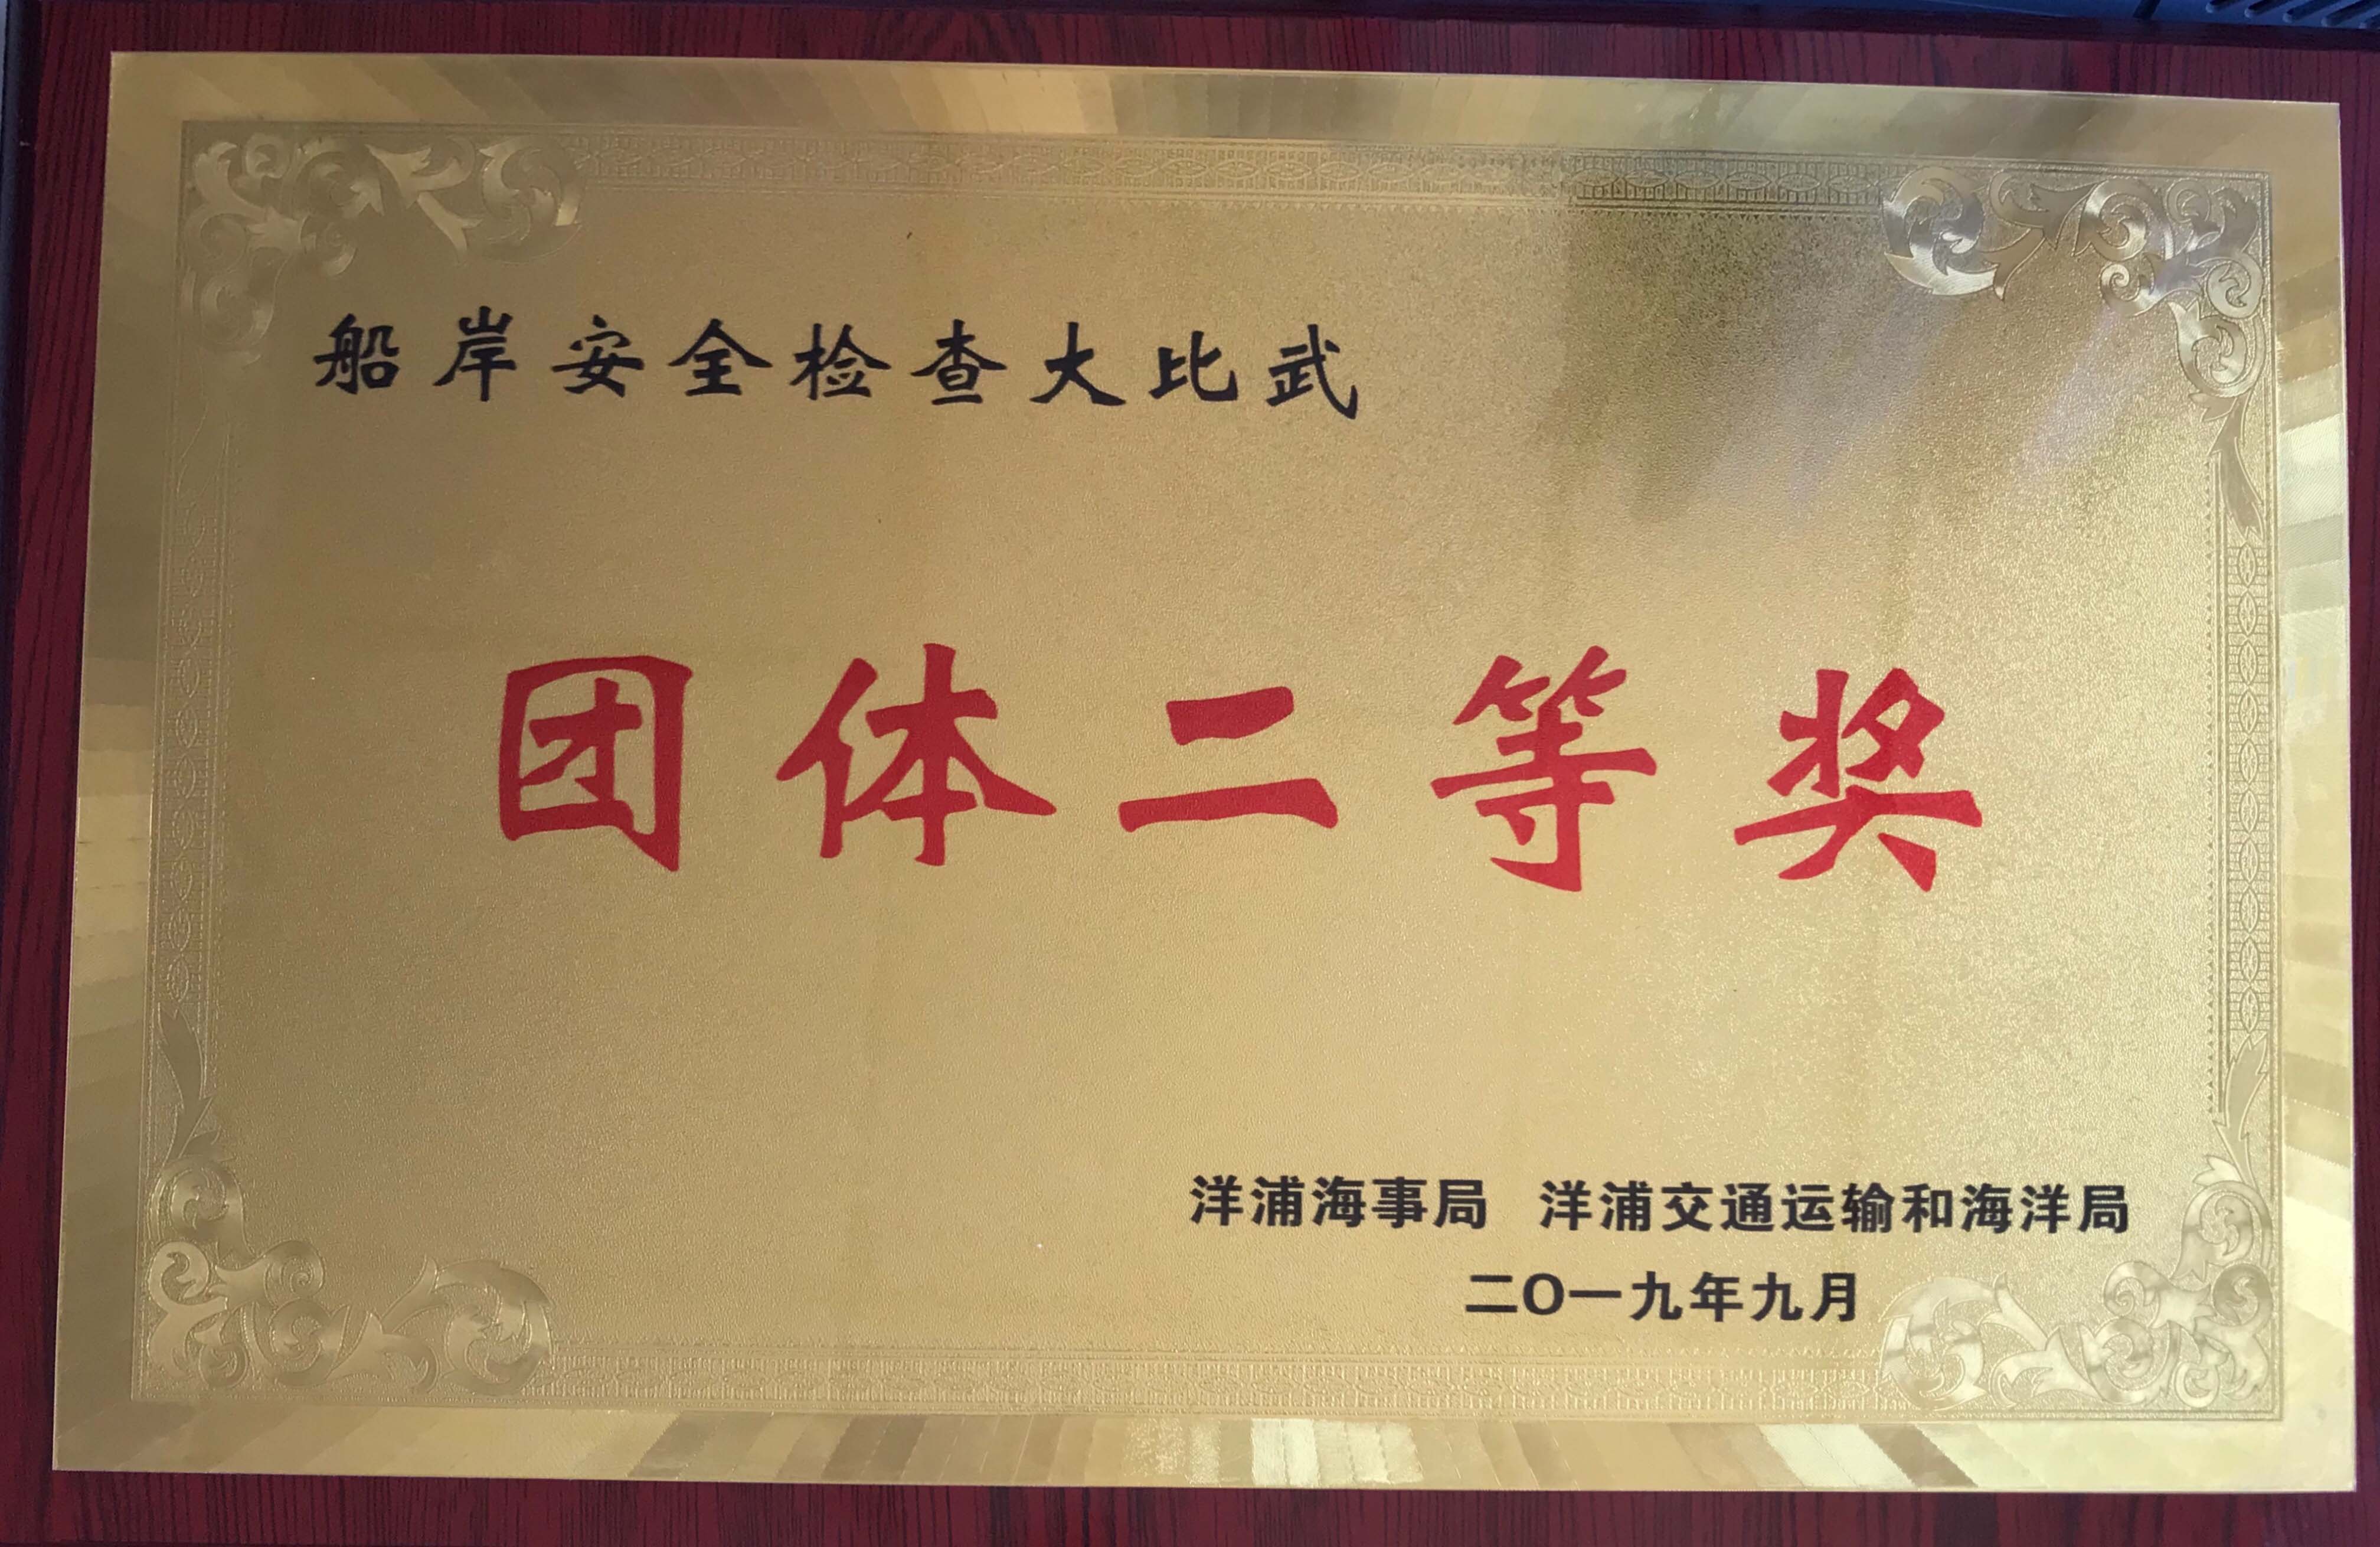 船岸安全检查大比武
团体二等奖
洋浦海事局 洋浦交通运输和海洋局
二O一九年九月